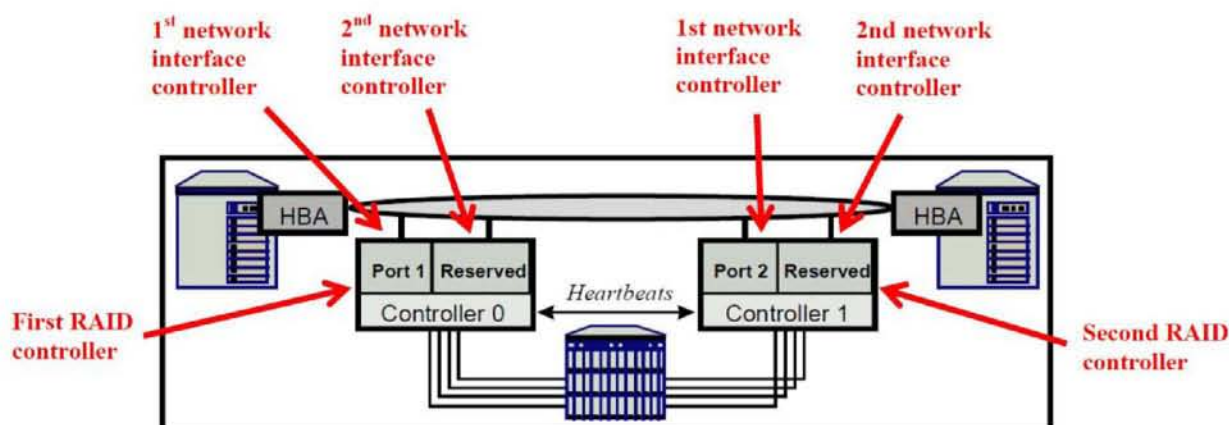 1st network
interface
controller
2nd network
interface
controller
1st network
interface
controller
2nd network
interface
controller
HBA
HBA
Port 1
Reserved
Port 2
Reserved
Controller 0
Heartbeats
Controller 1
First RAID
controller
Second RAID
controller